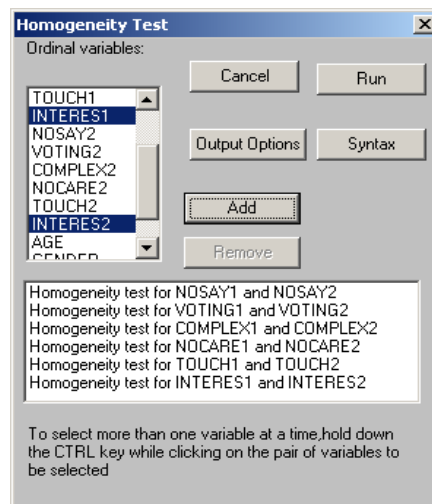 Homogeneity Test
Ordinal variables:
Cancel
Run
TOUCH1
INTERES1
NOSAY2
VOTING2
COMPLEX2
NOCARE2
TOUCH2
INTERES2
AGE
GENDER
Output Options
Syntax
Add
Remove
Homogeneity test for NOSAY1 and NOSAY2
Homogeneity test for VOTING1 and VOTING2
Homogeneity test for COMPLEX1 and COMPLEX2
Homogeneity test for NOCARE1 and NOCARE2
Homogeneity test for TOUCH1 and TOUCH2
Homogeneity test for INTERES1 and INTERES2
To select more than one variable at a time,hold down
the CTRL key while clicking on the pair of variables to
be selected